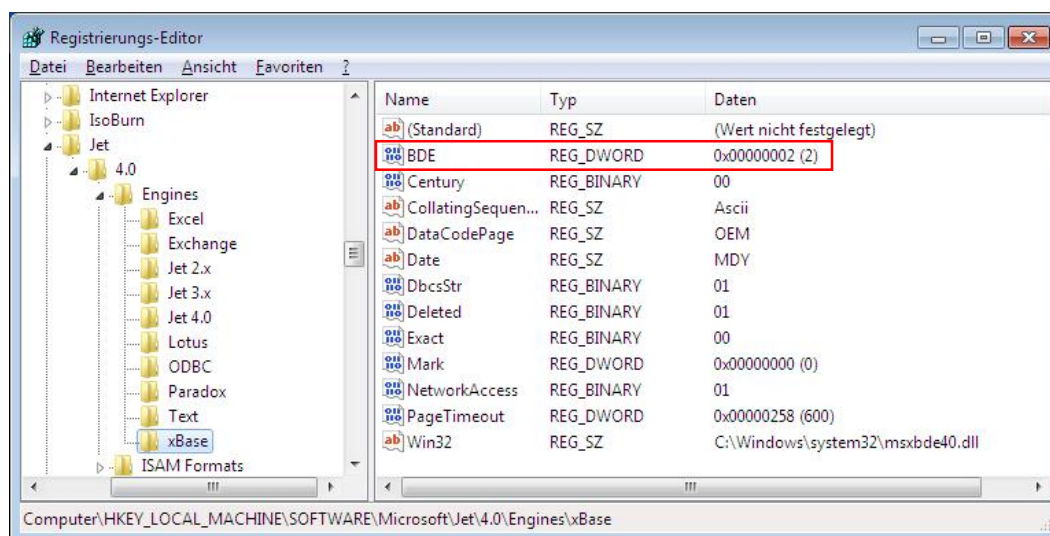 Registrierungs-Editor
Datei Bearbeiten Ansicht Favoriten ?
Internet Explorer
IsoBurn
Jet
4.0
Engines
Excel
Exchange
Jet 2.x
Jet 3.x
Jet 4.0
Lotus
ODBC
Paradox
Text
xBase
ISAM Formats
Name Typ Daten
(Standard) REG_SZ (Wert nicht festgelegt)
BDE REG_DWORD 0x00000002 (2)
Century REG_BINARY 00
CollatingSequen... REG_SZ Ascii
DataCodePage REG_SZ OEM
Date REG_SZ MDY
DbcsStr REG_BINARY 01
Deleted REG_BINARY 01
Exact REG_BINARY 00
Mark REG_DWORD 0x00000000 (0)
NetworkAccess REG_BINARY 01
PageTimeout REG_DWORD 0x00000258 (600)
Win32 REG_SZ C:\Windows\system32\msxbde40.dll
Computer\HKEY_LOCAL_MACHINE\SOFTWARE\Microsoft\Jet\4.0\Engines\xBase